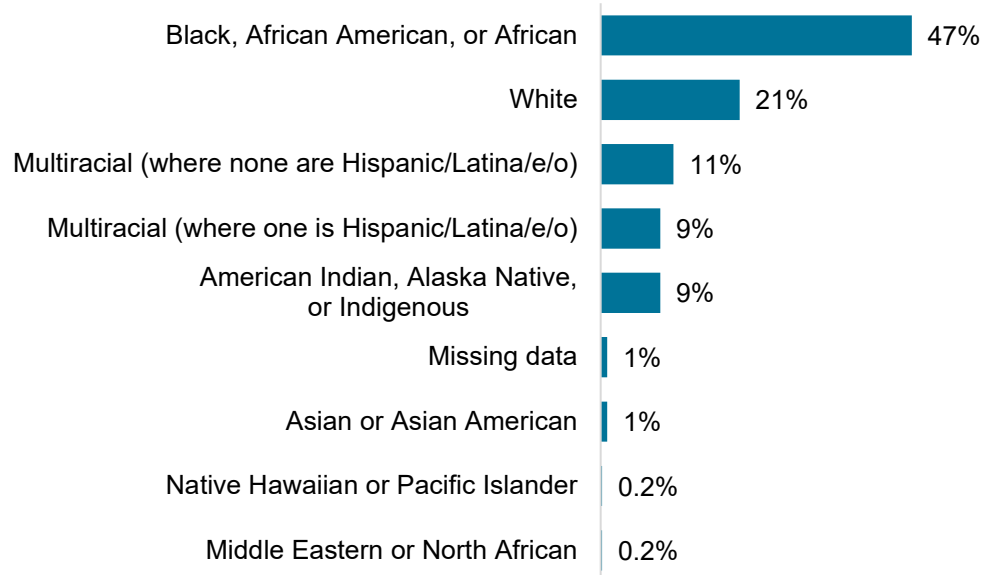 Black, African American, or African 47%
White 21%
Multiracial (where none are Hispanic/Latina/e/o) 11%
Multiracial (where one is Hispanic/Latina/e/o) 9%
American Indian, Alaska Native,
or Indigenous 9%
Missing data 1%
Asian or Asian American 1%
Native Hawaiian or Pacific Islander 0.2%
Middle Eastern or North African 0.2%